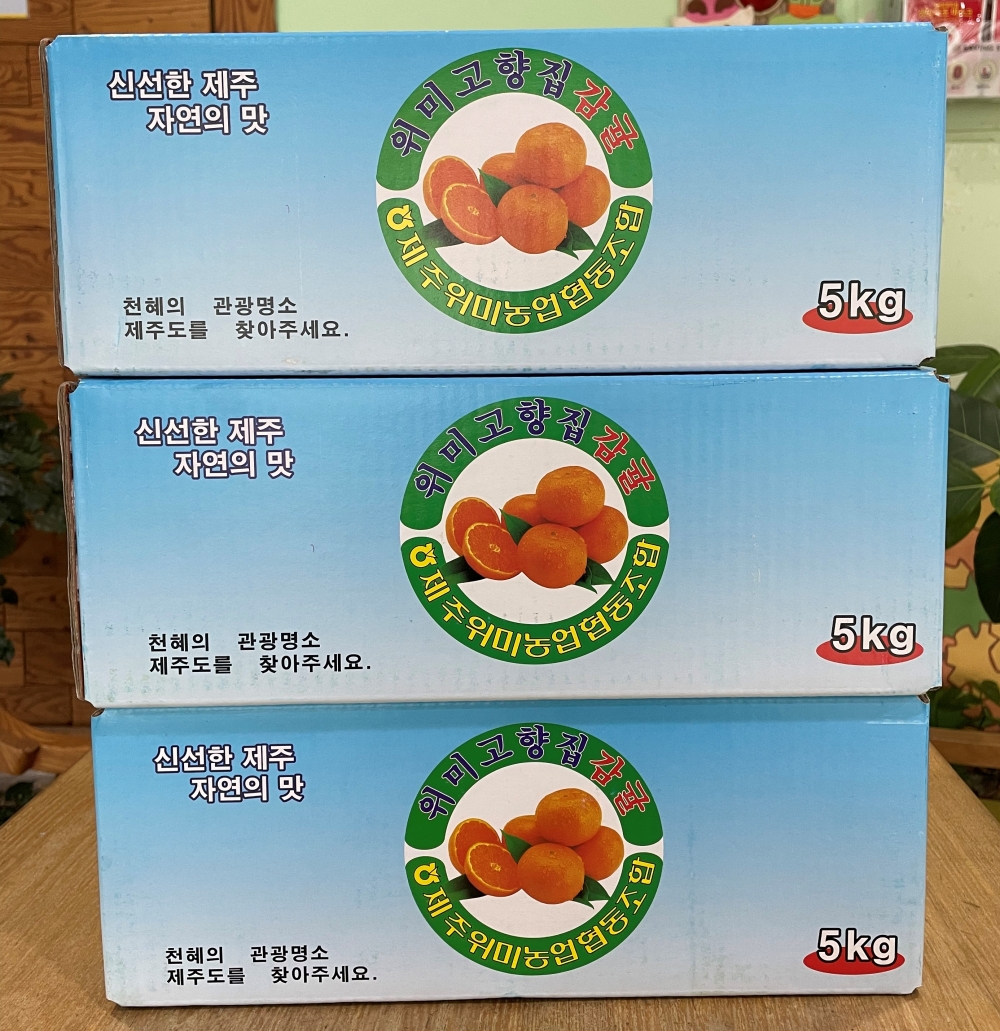 신선한 제주
자연의 맛
위미고향집감귤
제주위미농업협동조합
천혜의 관광명소
제주도를 찾아주세요.
5kg
신선한 제주
자연의 맛
위미고향집감귤
제주위미농업협동조합
천혜의 관광명소
제주도를 찾아주세요.
5kg
신선한 제주
자연의 맛
위미고향집감귤
제주위미농업협동조합
천혜의 관광명소
제주도를 찾아주세요.
5kg